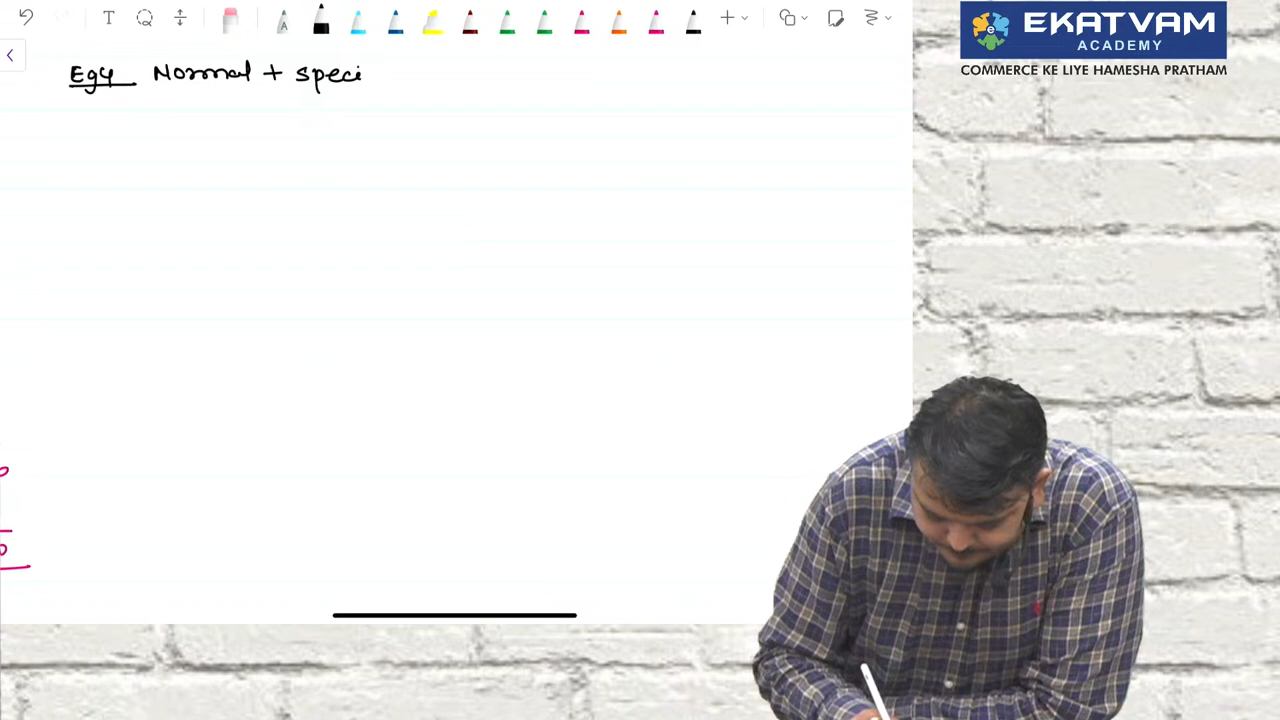 EKATVAM
ACADEMY
COMMERCE KE LIYE HAMESHA PRATHAM
Eg4 Normal + speci